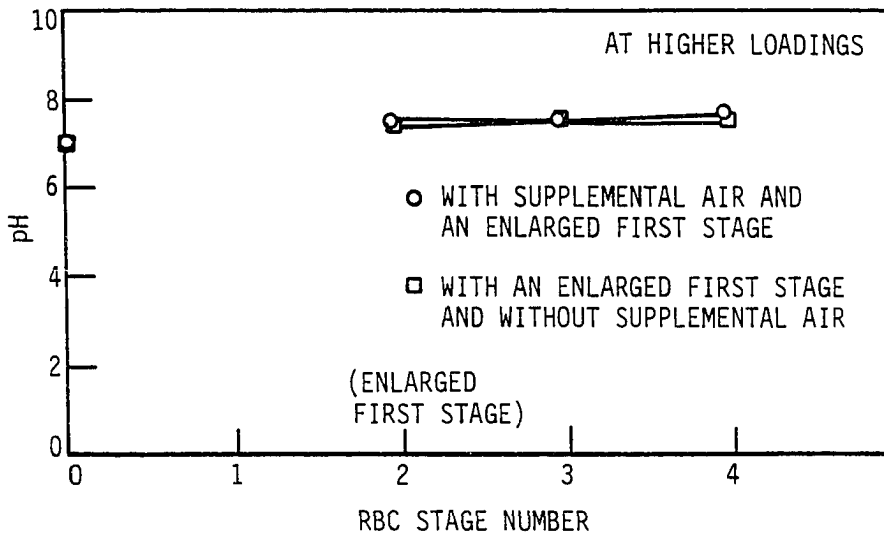 10
AT HIGHER LOADINGS
8
WITH SUPPLEMENTAL AIR AND
AN ENLARGED FIRST STAGE
6
pH
4
WITH AN ENLARGED FIRST STAGE
AND WITHOUT SUPPLEMENTAL AIR
2
(ENLARGED
FIRST STAGE)
0
0 1 2 3 4
RBC STAGE NUMBER